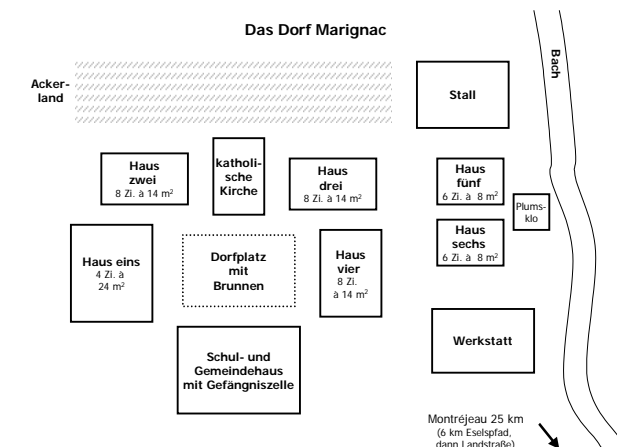 Das Dorf Marignac
Acker-
land
Stall
Bach
Haus
zwei
8 Zi. à 14 m²
katholi-
sche
Kirche
Haus
drei
8 Zi. à 14 m²
Haus
fünf
6 Zi. à 8 m²
Plums-
klo
Haus
sechs
6 Zi. à 8 m²
Haus eins
4 Zi. à
24 m²
Dorfplatz
mit
Brunnen
Haus
vier
8 Zi.
à 14 m²
Werkstatt
Schul- und
Gemeindehaus
mit Gefängniszelle
Montréjeau 25 km
(6 km Eselspfad,
dann Landstraße)